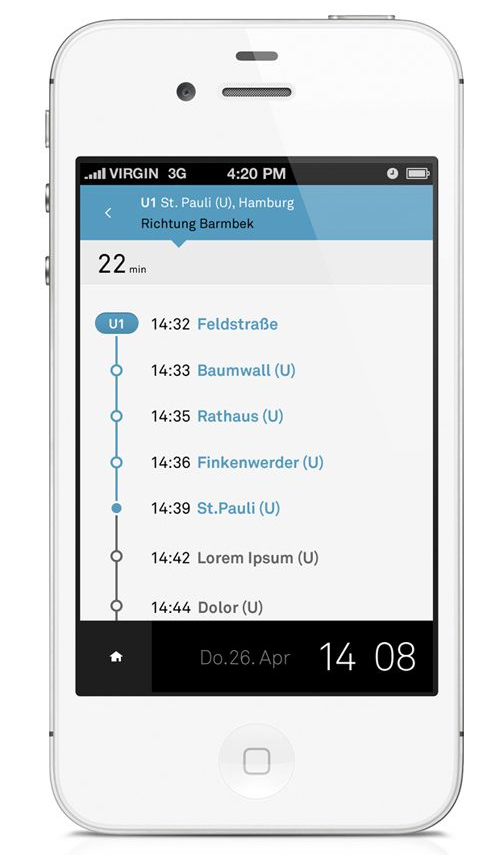 VIRGIN 3G 4:20 PM
U1 St. Pauli (U), Hamburg
Richtung Barmbek
22 min
U1 14:32 Feldstraße
14:33 Baumwall (U)
14:35 Rathaus (U)
14:36 Finkenwerder (U)
14:39 St.Pauli (U)
14:42 Lorem Ipsum (U)
14:44 Dolor (U)
Do.26. Apr 14 08